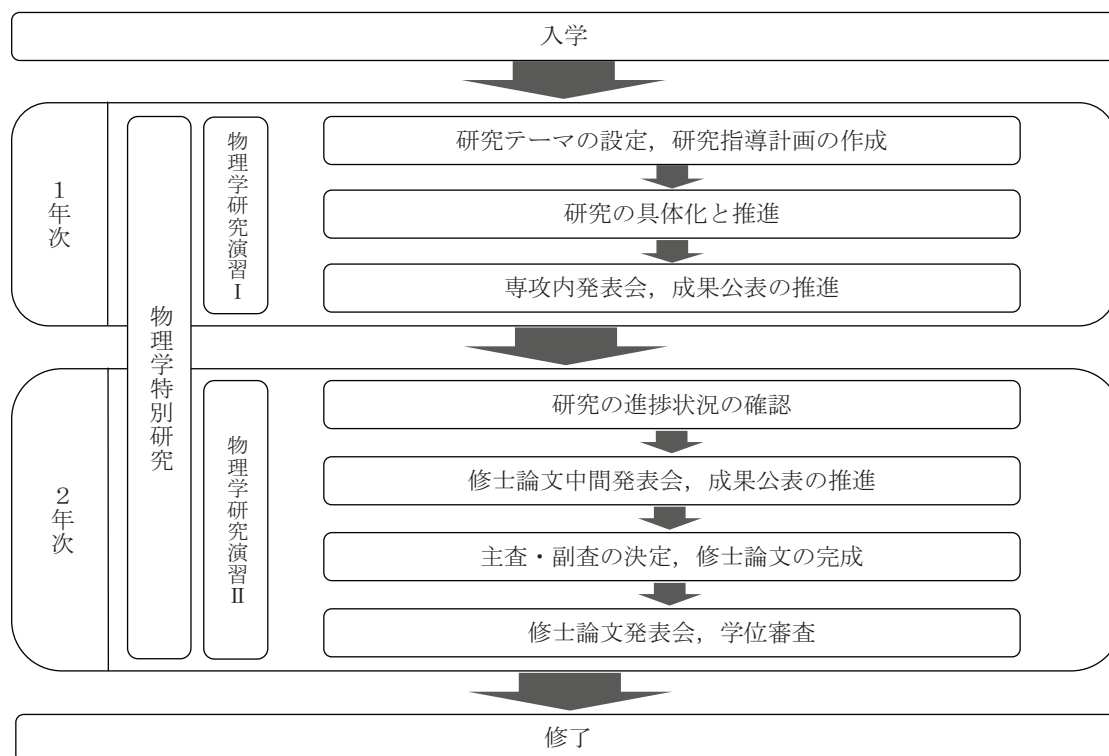 入学
1年次
物理学特別研究
物理学研究演習Ⅰ
研究テーマの設定，研究指導計画の作成
研究の具体化と推進
専攻内発表会，成果公表の推進
2年次
物理学研究演習Ⅱ
研究の進捗状況の確認
修士論文中間発表会，成果公表の推進
主査・副査の決定，修士論文の完成
修士論文発表会，学位審査
修了